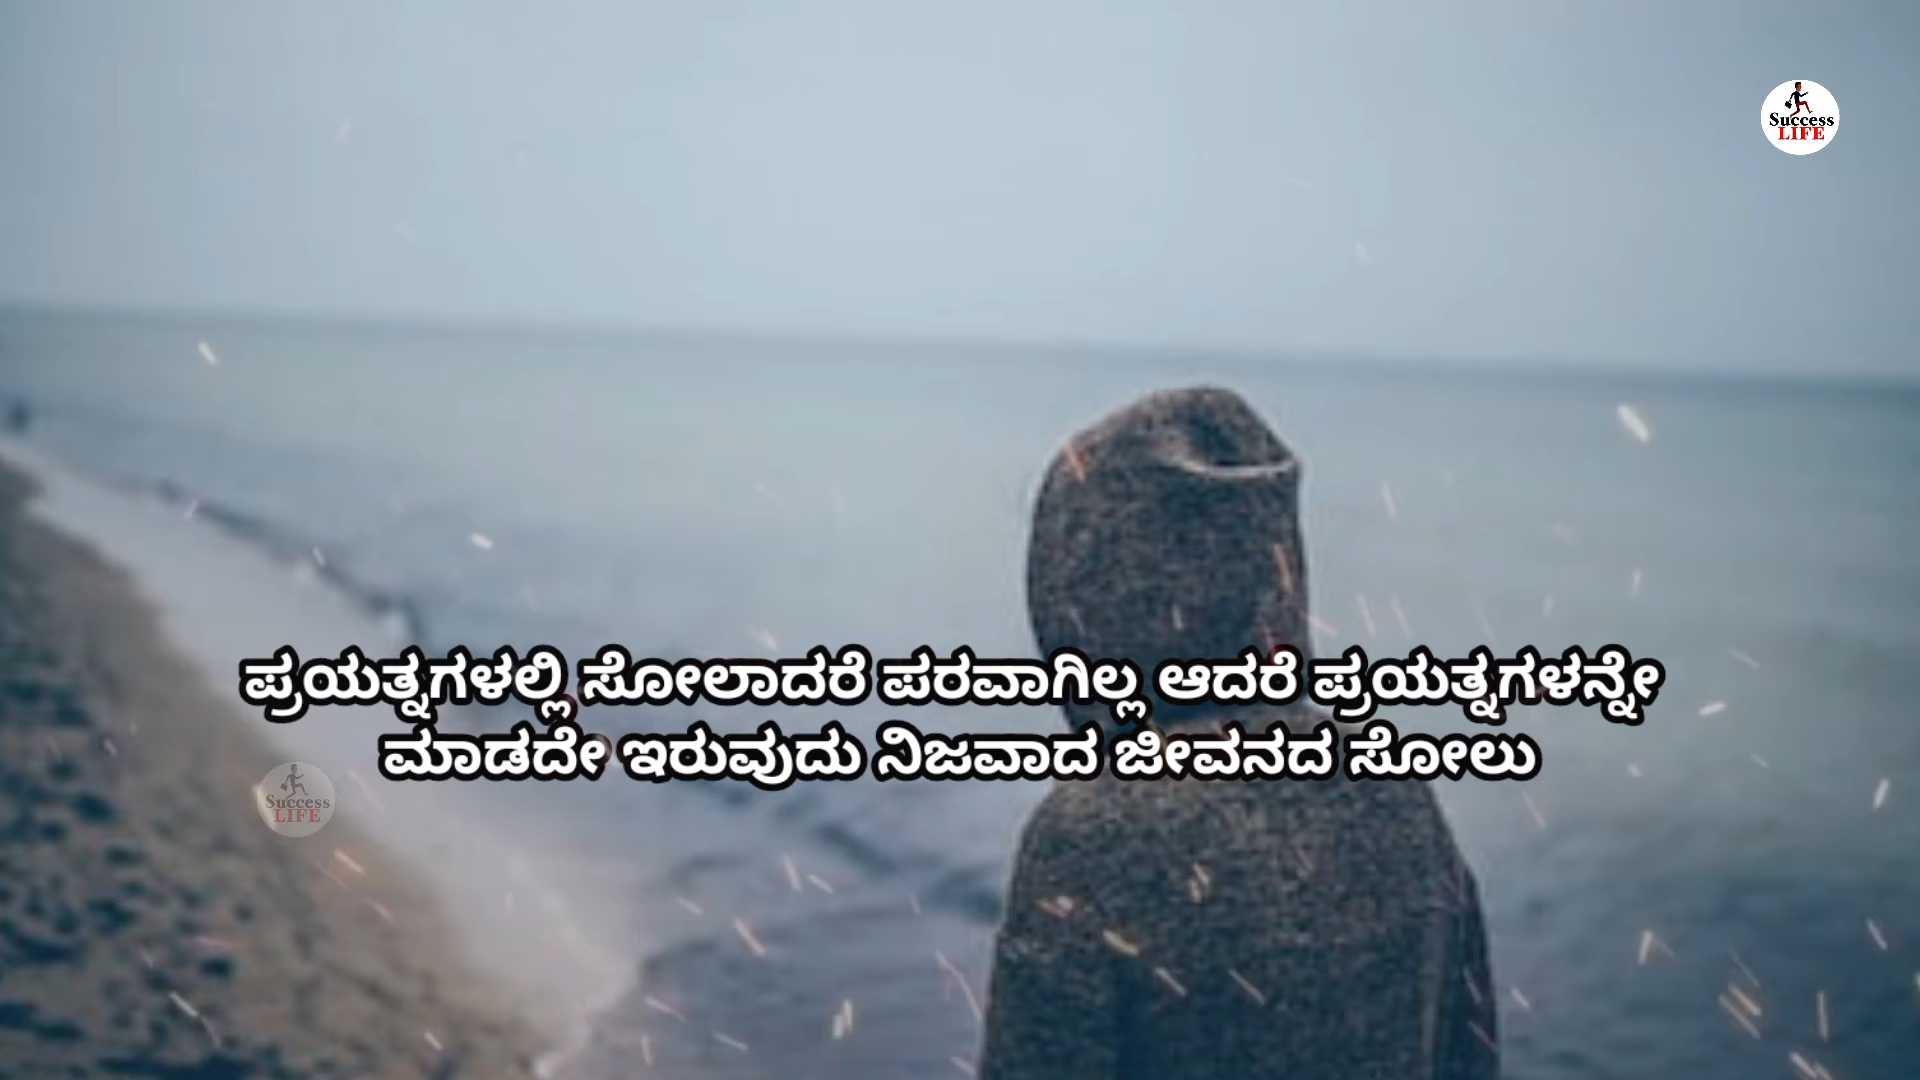 Success
LIFE
ಪ್ರಯತ್ನಗಳಲ್ಲಿ ಸೋಲಾದರೆ ಪರವಾಗಿಲ್ಲ ಆದರೆ ಪ್ರಯತ್ನಗಳನ್ನೇ
ಮಾಡದೇ ಇರುವುದು ನಿಜವಾದ ಜೀವನದ ಸೋಲು
Success
LIFE